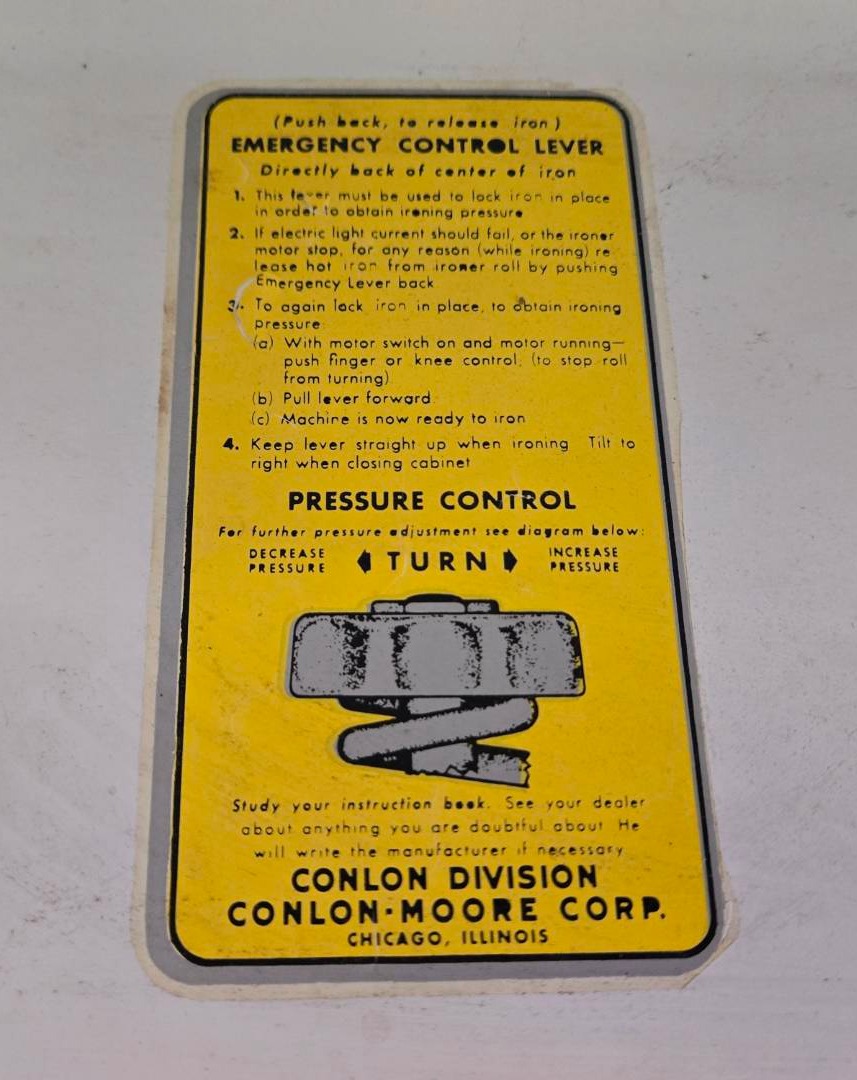 (Push back, to release iron)
EMERGENCY CONTROL LEVER
Directly back of center of iron
1. This lever must be used to lock iron in place
in order to obtain ironing pressure
2. If electric light current should fail, or the ironer
motor stop, for any reason (while ironing) re
lease hot iron from ironer roll by pushing
Emergency Lever back
3. To again lock iron in place, to obtain ironing
pressure:
(a) With motor switch on and motor running—
push finger or knee control, (to stop roll
from turning)
(b) Pull lever forward
(c) Machine is now ready to iron
4. Keep lever straight up when ironing Tilt to
right when closing cabinet
PRESSURE CONTROL
For further pressure adjustment see diagram below:
DECREASE
PRESSURE
TURN
INCREASE
PRESSURE
Study your instruction book. See your dealer
about anything you are doubtful about He
will write the manufacturer if necessary
CONLON DIVISION
CONLON-MOORE CORP.
CHICAGO, ILLINOIS